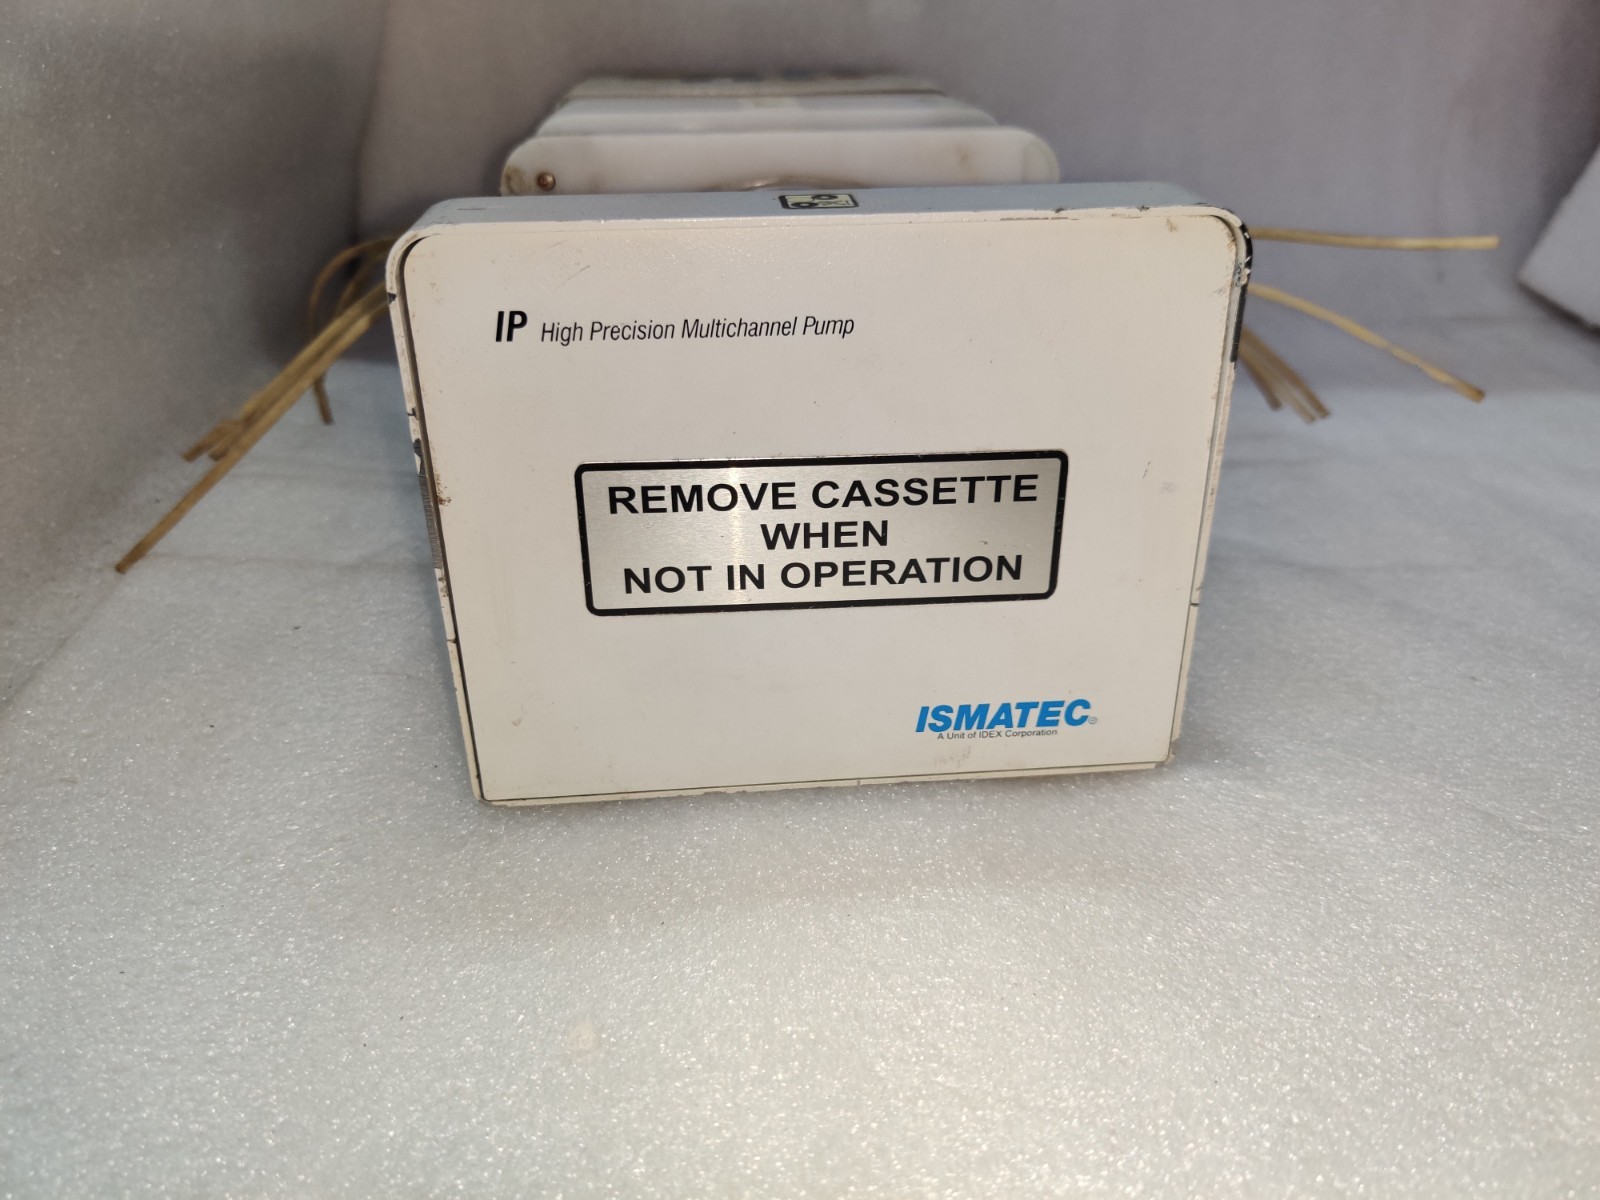 IP High Precision Multichannel Pump
REMOVE CASSETTE
WHEN
NOT IN OPERATION
ISMATEC®
A Unit of IDEX Corporation